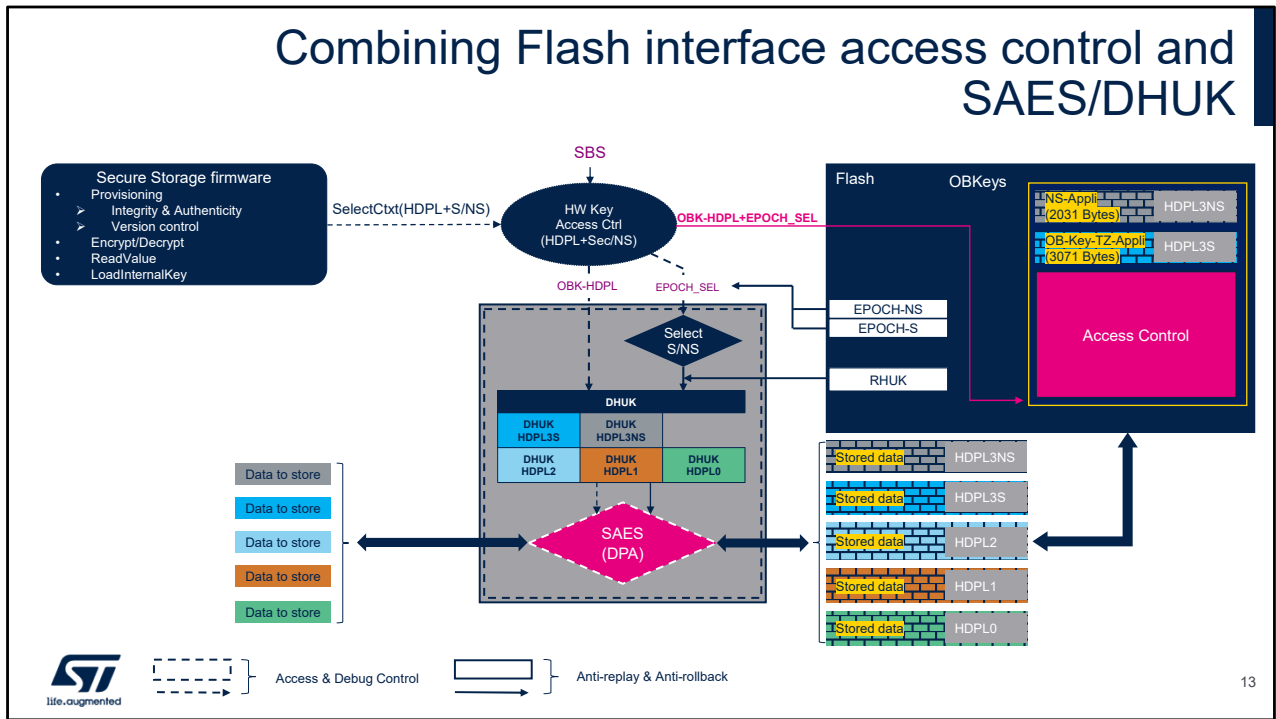 Combining Flash interface access control and
SAES/DHUK
Secure Storage firmware
• Provisioning
➢ Integrity & Authenticity
➢ Version control
• Encrypt/Decrypt
• ReadValue
• LoadInternalKey
SelectCtxt(HDPL+S/NS)
SBS
HW Key
Access Ctrl
(HDPL+Sec/NS)
OBK-HDPL+EPOCH_SEL
OBK-HDPL
EPOCH_SEL
Select
S/NS
Flash
OBKeys
NS-Appli
(2031 Bytes)
HDPL3NS
OB-Key-TZ-Appli
(3071 Bytes)
HDPL3S
Access Control
EPOCH-NS
EPOCH-S
RHUK
DHUK
DHUK
HDPL3S
DHUK
HDPL3NS
DHUK
HDPL2
DHUK
HDPL1
DHUK
HDPL0
SAES
(DPA)
Data to store
Data to store
Data to store
Data to store
Data to store
Stored data
HDPL3NS
Stored data
HDPL3S
Stored data
HDPL2
Stored data
HDPL1
Stored data
HDPL0
ST
life.augmented
Access & Debug Control
Anti-replay & Anti-rollback
13